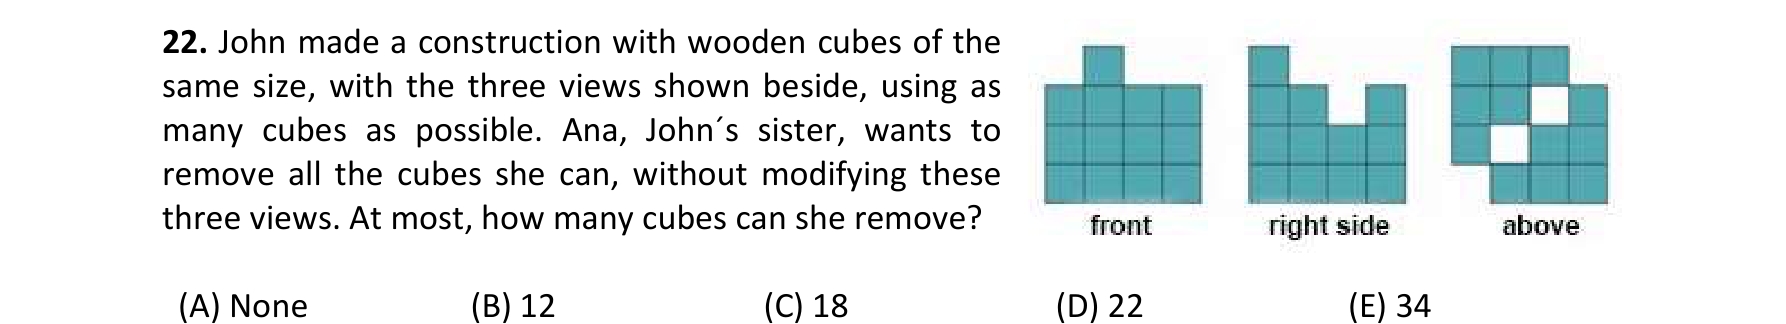 22. John made a construction with wooden cubes of the
same size, with the three views shown beside, using as
many cubes as possible. Ana, John´s sister, wants to
remove all the cubes she can, without modifying these
three views. At most, how many cubes can she remove?
front right side above
(A) None (B) 12 (C) 18 (D) 22 (E) 34